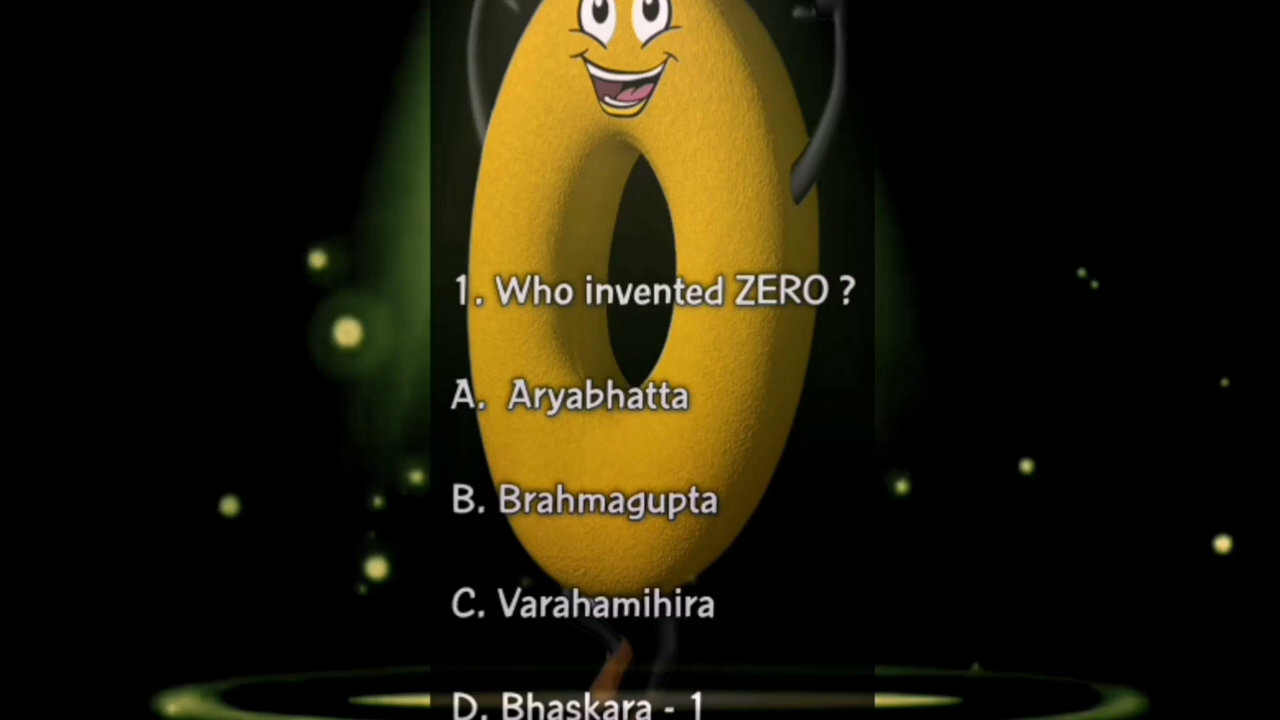 1. Who invented ZERO ?
A. Aryabhatta
B. Brahmagupta
C. Varahamihira
D. Bhaskara - 1